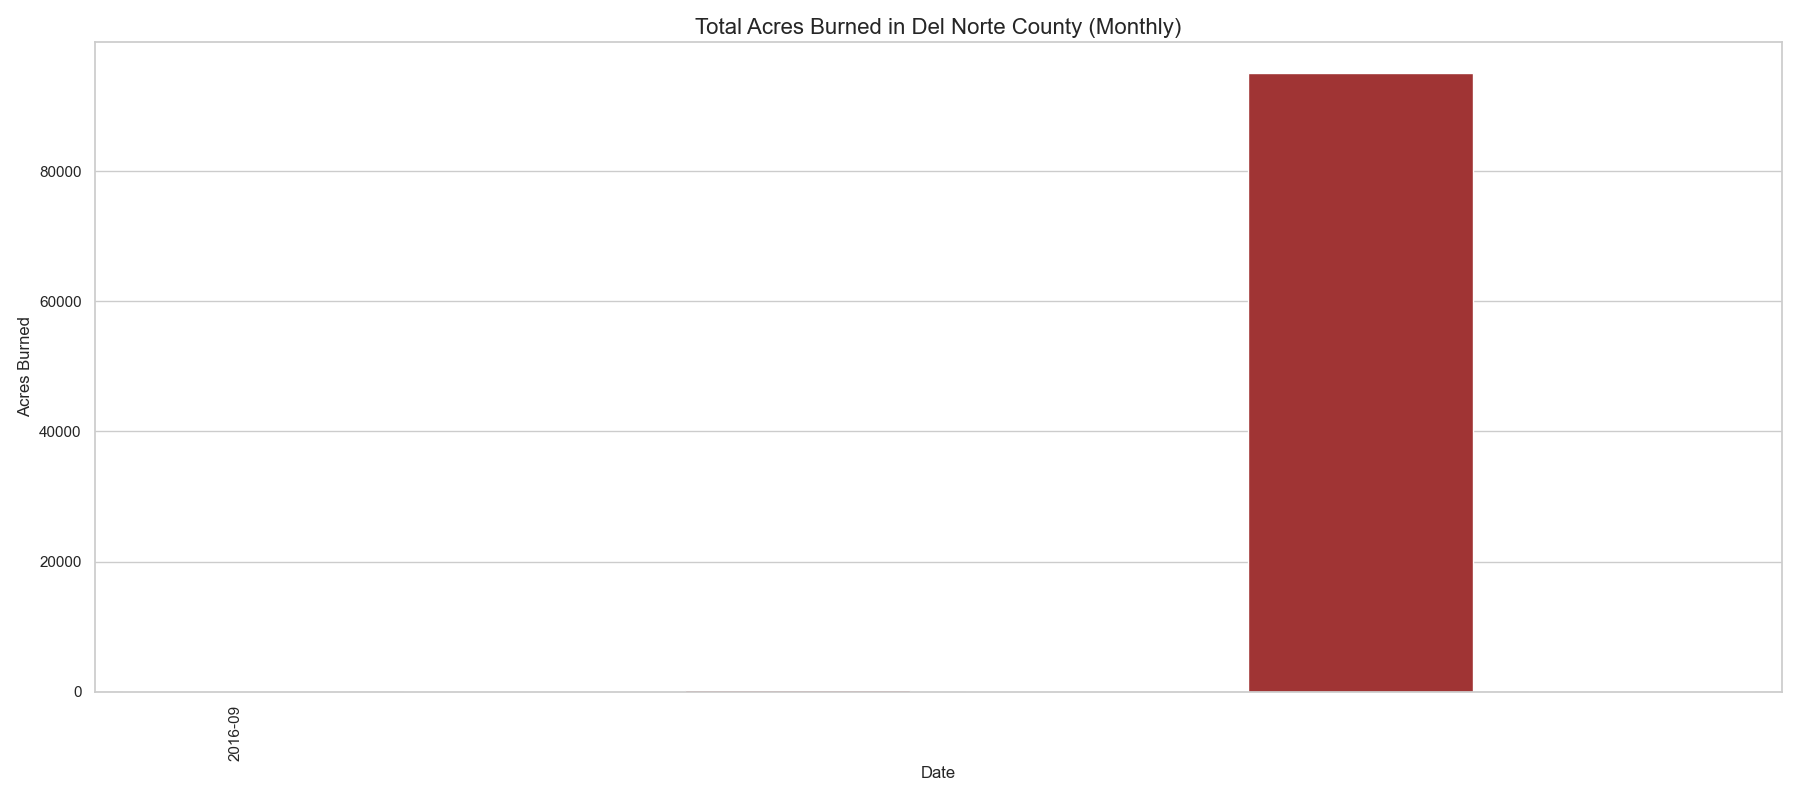 Total Acres Burned in Del Norte County (Monthly)
80000
60000
40000
20000
0
Acres Burned
2016-09
Date